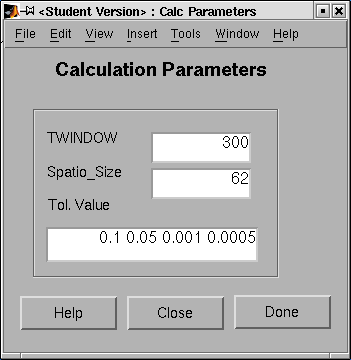 <Student Version> : Calc Parameters
File Edit View Insert Tools Window Help
Calculation Parameters
TWINDOW 300
Spatio_Size 62
Tol. Value
0.1 0.05 0.001 0.0005
Help Close Done